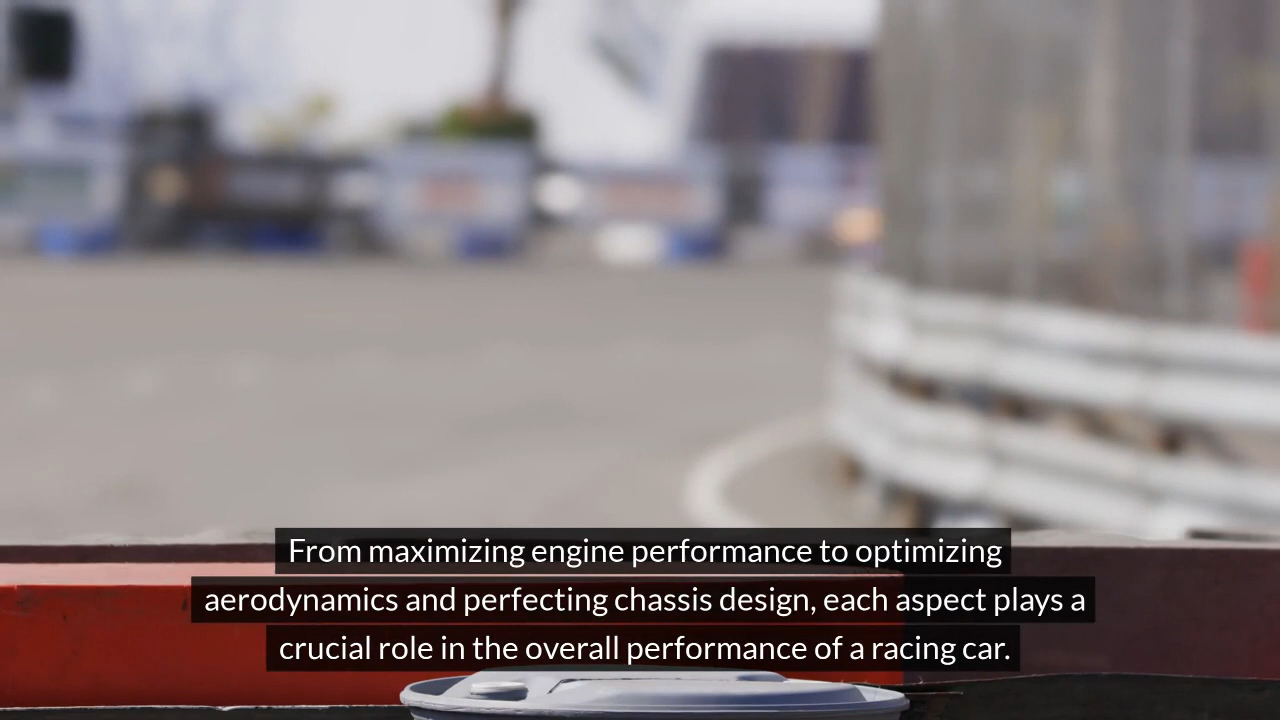 From maximizing engine performance to optimizing
aerodynamics and perfecting chassis design, each aspect plays a
crucial role in the overall performance of a racing car.